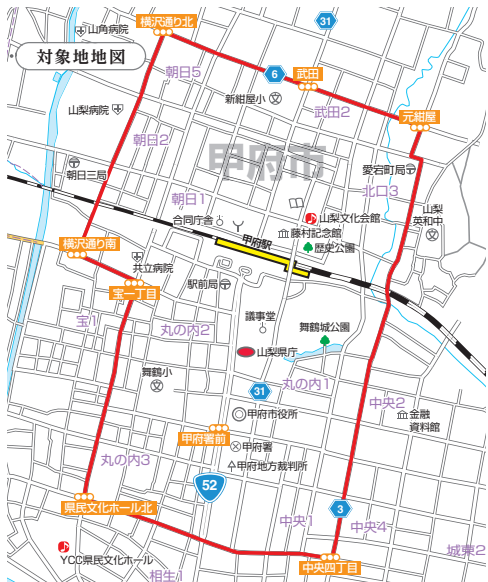 横沢通り北
31
山角病院
対象地地図
朝日5
6
武田
新紺屋小
武田2
山梨病院
元紺屋
朝日2
甲府市
愛宕町局
朝日三局
北口3
朝日1
山梨文化会館
山梨
英和中
合同庁舎
藤村記念館
甲府駅
歴史公園
横沢通り南
共立病院
駅前局
宝一丁目
宝1
丸の内2
議事堂
舞鶴城公園
山梨県庁
舞鶴小
丸の内1
31
中央2
甲府市役所
金融
資料館
甲府署前
甲府署
丸の内3
甲府地方裁判所
52
県民文化ホール北
3
中央1
中央4
城東2
YCC県民文化ホール
中央四丁目
相生1